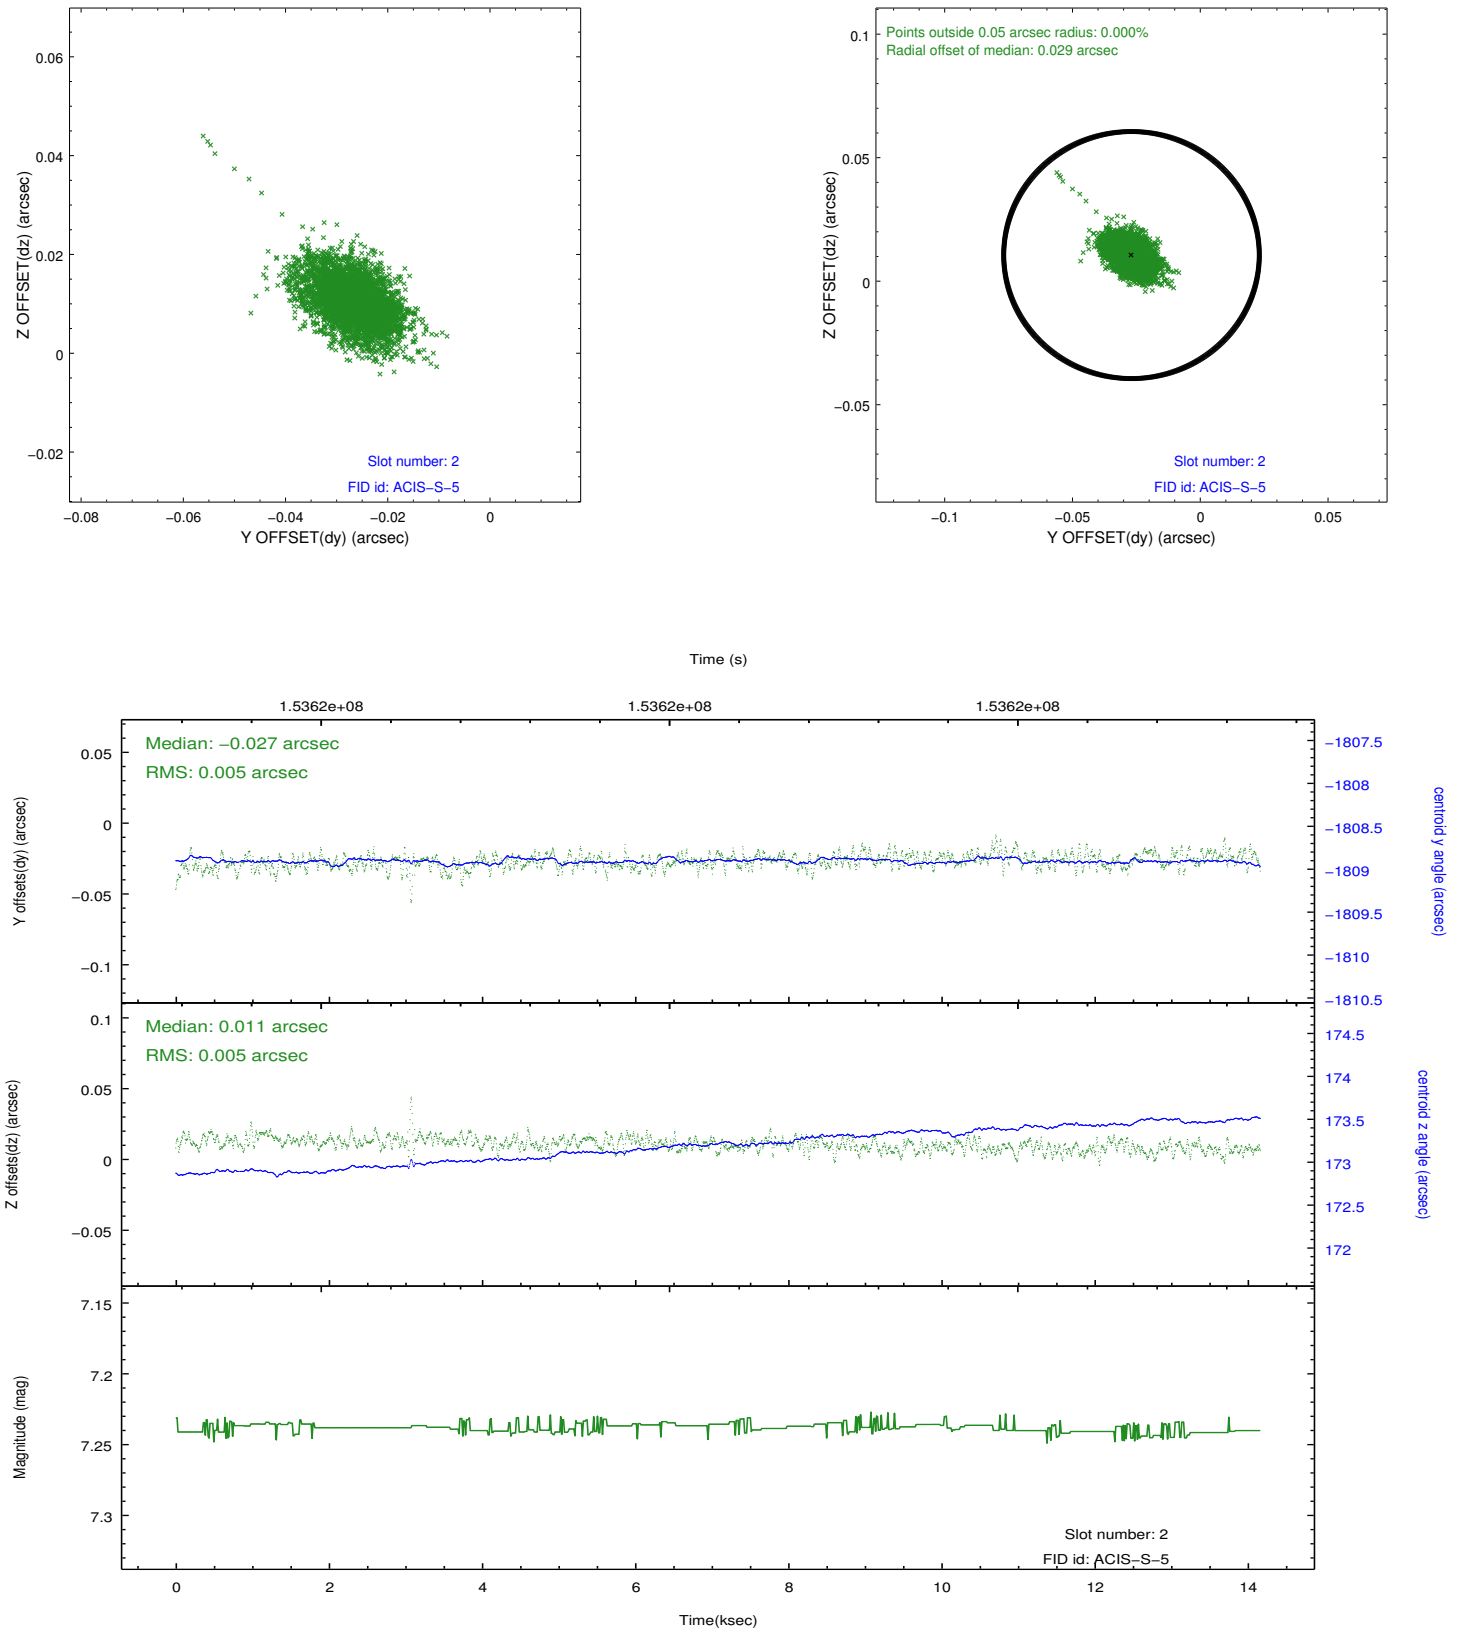 0.06
0.04
0.02
0
−0.02
Z OFFSET(dz) (arcsec)
Slot number: 2
FID id: ACIS−S−5
−0.08 −0.06 −0.04 −0.02 0
Y OFFSET(dy) (arcsec)
Points outside 0.05 arcsec radius: 0.000%
Radial offset of median: 0.029 arcsec
0.1
0.05
0
−0.05
Z OFFSET(dz) (arcsec)
Slot number: 2
FID id: ACIS−S−5
−0.1 −0.05 0 0.05
Y OFFSET(dy) (arcsec)
Time (s)
1.5362e+08 1.5362e+08 1.5362e+08
Median: −0.027 arcsec
RMS: 0.005 arcsec
0.05
0
−0.05
−0.1
Y offsets(dy) (arcsec)
−1807.5
−1808
−1808.5
−1809
−1809.5
−1810
−1810.5
centroid y angle (arcsec)
Median: 0.011 arcsec
RMS: 0.005 arcsec
0.1
0.05
0
−0.05
Z offsets(dz) (arcsec)
174.5
174
173.5
173
172.5
172
centroid z angle (arcsec)
7.15
7.2
7.25
7.3
Magnitude (mag)
Slot number: 2
FID id: ACIS−S−5
0 2 4 6 8 10 12 14
Time(ksec)